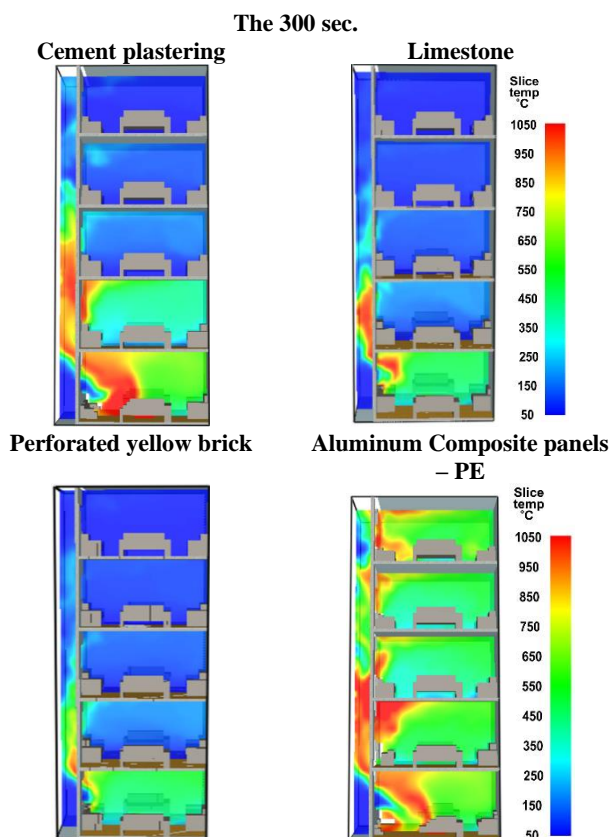 The 300 sec.
Cement plastering
Limestone
Slice
temp
°C
1050
950
850
750
650
550
450
350
250
150
50
Perforated yellow brick
Aluminum Composite panels
– PE
Slice
temp
°C
1050
950
850
750
650
550
450
350
250
150
50